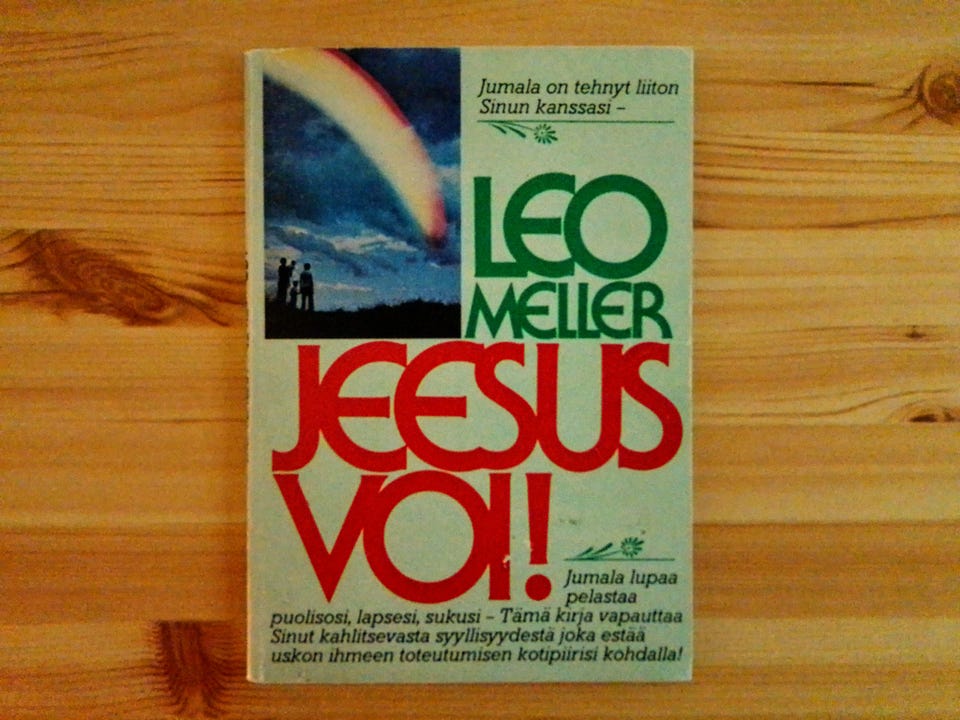 Jumala on tehnyt liiton
Sinun kanssasi –
LEO
MELLER
JEESUS
VOI!
Jumala lupaa
pelastaa
puolisosi, lapsesi, sukusi – Tämä kirja vapauttaa
Sinut kahlitsevasta syyllisyydestä joka estää
uskon ihmeen toteutumisen kotipiirisi kohdalla!